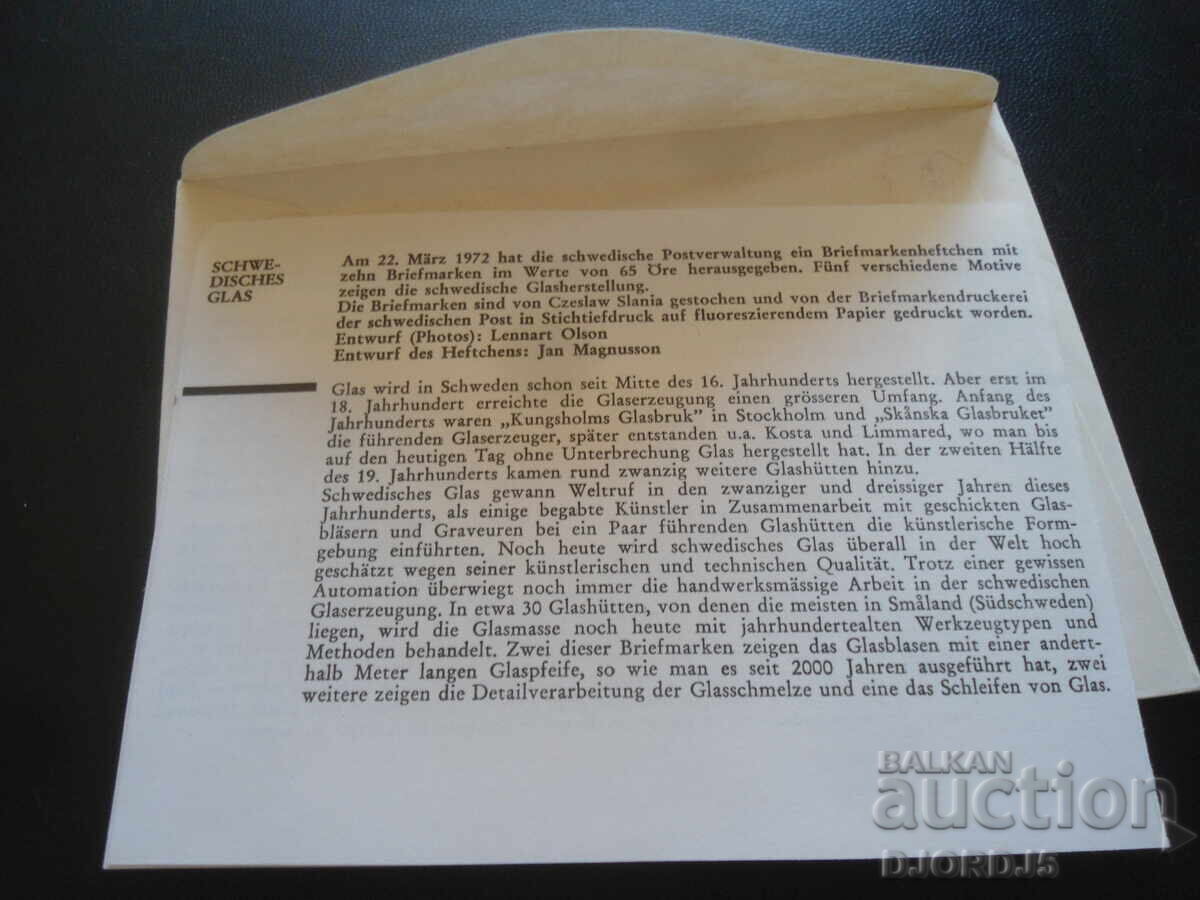 SCHWE-
DISCHES
GLAS
Am 22. März 1972 hat die schwedische Postverwaltung ein Briefmarkenheftchen mit
zehn Briefmarken im Werte von 65 Öre herausgegeben. Fünf verschiedene Motive
zeigen die schwedische Glasherstellung.
Die Briefmarken sind von Czeslaw Slania gestochen und von der Briefmarkendruckerei
der schwedischen Post in Stichtiefdruck auf fluoreszierendem Papier gedruckt worden.
Entwurf (Photos): Lennart Olson
Entwurf des Heftchens: Jan Magnusson
Glas wird in Schweden schon seit Mitte des 16. Jahrhunderts hergestellt. Aber erst im
18. Jahrhundert erreichte die Glaserzeugung einen grösseren Umfang. Anfang des
Jahrhunderts waren „Kungsholms Glasbruk" in Stockholm und „Skånska Glasbruket"
die führenden Glaserzeuger, später entstanden u.a. Kosta und Limmared, wo man bis
auf den heutigen Tag ohne Unterbrechung Glas hergestellt hat. In der zweiten Hälfte
des 19. Jahrhunderts kamen rund zwanzig weitere Glashütten hinzu.
Schwedisches Glas gewann Weltruf in den zwanziger und dreissiger Jahren dieses
Jahrhunderts, als einige begabte Künstler in Zusammenarbeit mit geschickten Glas-
bläsern und Graveuren bei ein Paar führenden Glashütten die künstlerische Form-
gebung einführten. Noch heute wird schwedisches Glas überall in der Welt hoch
geschätzt wegen seiner künstlerischen und technischen Qualität. Trotz einer gewissen
Automation überwiegt noch immer die handwerksmässige Arbeit in der schwedischen
Glaserzeugung. In etwa 30 Glashütten, von denen die meisten in Småland (Südschweden)
liegen, wird die Glasmasse noch heute mit jahrhundertealten Werkzeugtypen und
Methoden behandelt. Zwei dieser Briefmarken zeigen das Glasblasen mit einer andert-
halb Meter langen Glaspfeife, so wie man es seit 2000 Jahren ausgeführt hat, zwei
weitere zeigen die Detailverarbeitung der Glasschmelze und eine das Schleifen von Glas.
BALKAN
auction
DJORDJ5